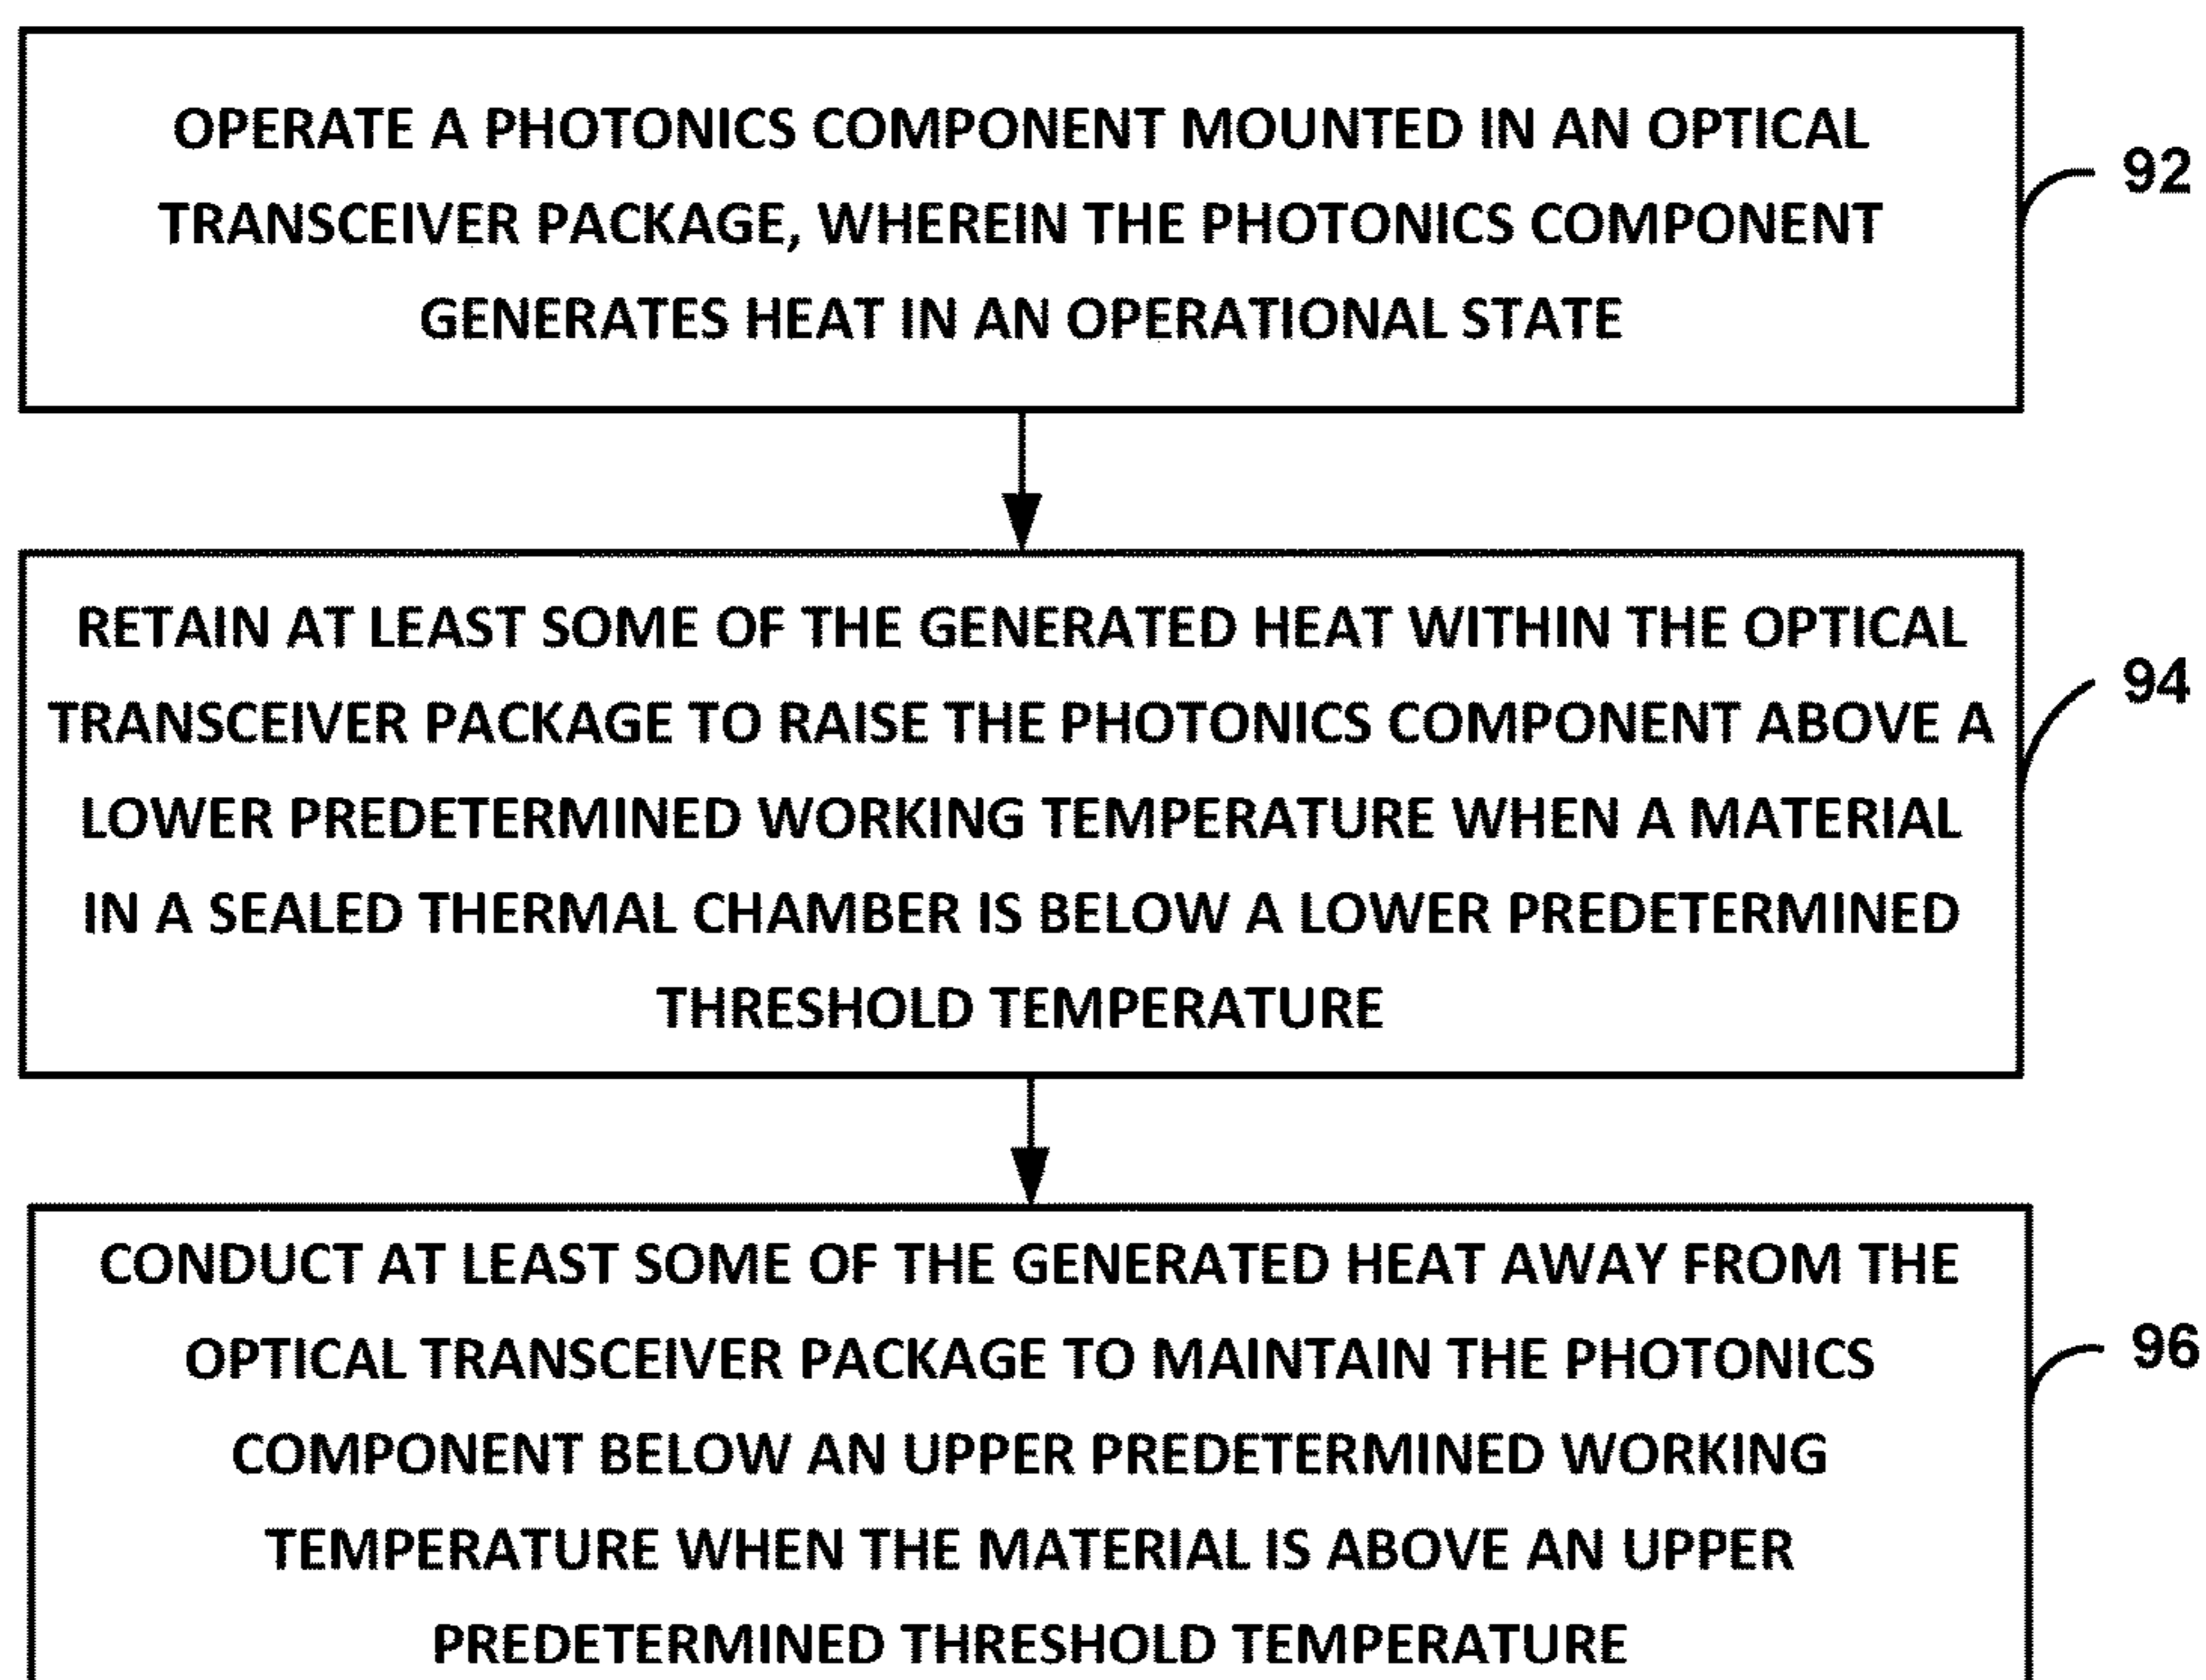 OPERATE A PHOTONICS COMPONENT MOUNTED IN AN OPTICAL
TRANSCEIVER PACKAGE, WHEREIN THE PHOTONICS COMPONENT
GENERATES HEAT IN AN OPERATIONAL STATE
92
RETAIN AT LEAST SOME OF THE GENERATED HEAT WITHIN THE OPTICAL
TRANSCEIVER PACKAGE TO RAISE THE PHOTONICS COMPONENT ABOVE A
LOWER PREDETERMINED WORKING TEMPERATURE WHEN A MATERIAL
IN A SEALED THERMAL CHAMBER IS BELOW A LOWER PREDETERMINED
THRESHOLD TEMPERATURE
94
CONDUCT AT LEAST SOME OF THE GENERATED HEAT AWAY FROM THE
OPTICAL TRANSCEIVER PACKAGE TO MAINTAIN THE PHOTONICS
COMPONENT BELOW AN UPPER PREDETERMINED WORKING
TEMPERATURE WHEN THE MATERIAL IS ABOVE AN UPPER
PREDETERMINED THRESHOLD TEMPERATURE
96